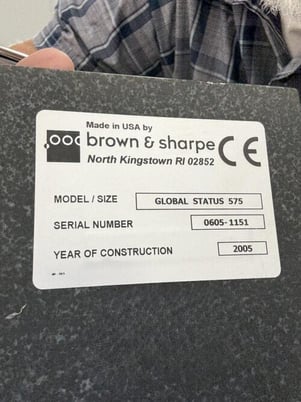 Made in USA by
brown & sharpe CE
North Kingstown RI 02852
MODEL / SIZE GLOBAL STATUS 575
SERIAL NUMBER 0605-1151
YEAR OF CONSTRUCTION 2005